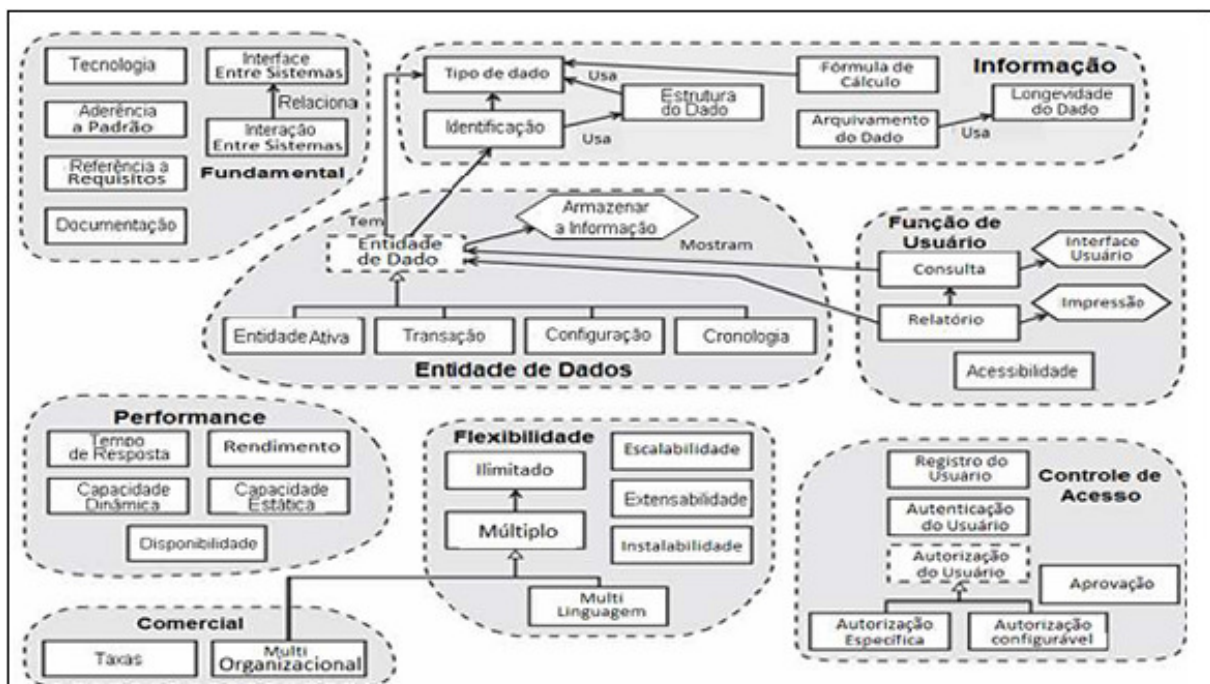 Tecnologia
Interface
Entre Sistemas
Relaciona
Aderência
a Padrão
Interação
Entre Sistemas
Referência a
Requisitos
Fundamental
Documentação
Tipo de dado
Usa
Fórmula de
Cálculo
Informação
Estrutura
do Dado
Longevidade
do Dado
Identificação
Usa
Arquivamento
do Dado
Usa
Armazenar
a Informação
Tem
Entidade
de Dado
Mostram
Entidade Ativa
Transação
Configuração
Cronologia
Entidade de Dados
Função de
Usuário
Interface
Usuário
Consulta
Impressão
Relatório
Acessibilidade
Performance
Tempo
de Resposta
Rendimento
Capacidade
Dinâmica
Capacidade
Estática
Disponibilidade
Flexibilidade
Ilimitado
Escalabilidade
Múltiplo
Extensabilidade
Instalabilidade
Multi
Linguagem
Registro do
Usuário
Controle de
Acesso
Autenticação
do Usuário
Autorização
do Usuário
Aprovação
Autorização
Específica
Autorização
configurável
Comercial
Taxas
Multi
Organizacional